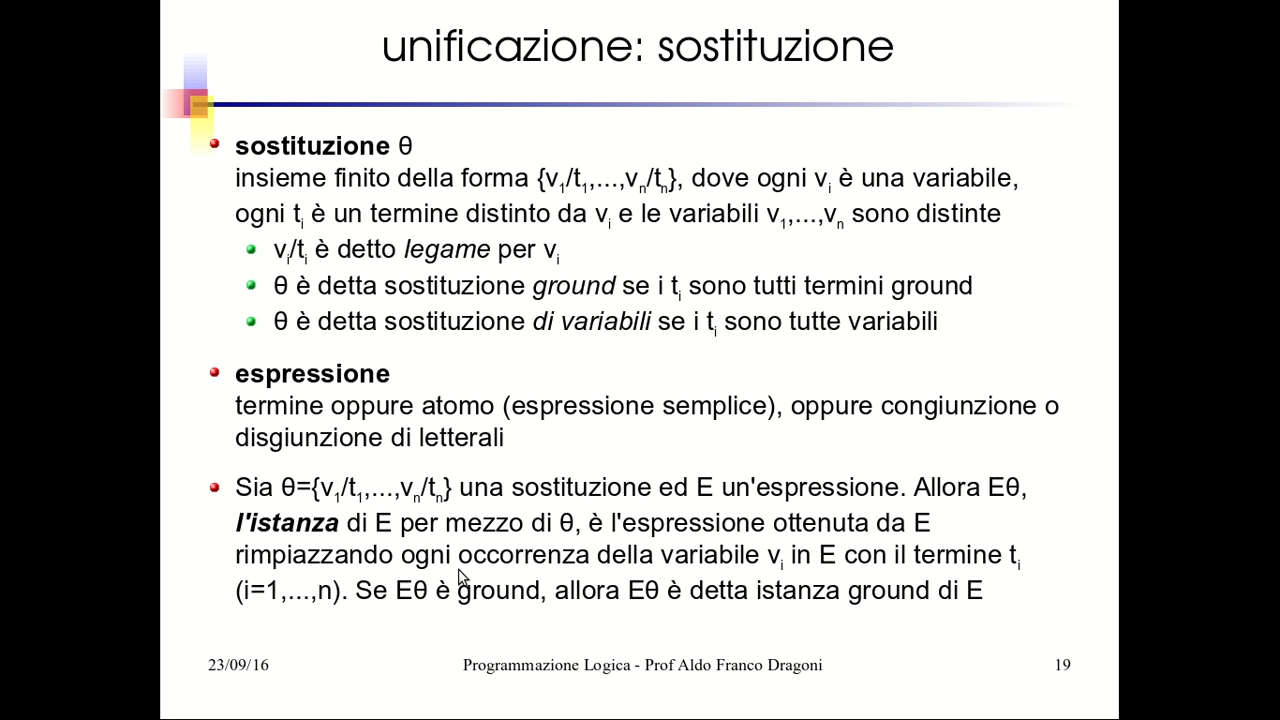 unificazione: sostituzione
sostituzione θ
insieme finito della forma {v₁/t₁,...,vₙ/tₙ}, dove ogni vᵢ è una variabile,
ogni tᵢ è un termine distinto da vᵢ e le variabili v₁,...,vₙ sono distinte
vᵢ/tᵢ è detto legame per vᵢ
θ è detta sostituzione ground se i tᵢ sono tutti termini ground
θ è detta sostituzione di variabili se i tᵢ sono tutte variabili
espressione
termine oppure atomo (espressione semplice), oppure congiunzione o
disgiunzione di letterali
Sia θ={v₁/t₁,...,vₙ/tₙ} una sostituzione ed E un'espressione. Allora Eθ,
l'istanza di E per mezzo di θ, è l'espressione ottenuta da E
rimpiazzando ogni occorrenza della variabile vᵢ in E con il termine tᵢ
(i=1,...,n). Se Eθ è ground, allora Eθ è detta istanza ground di E
23/09/16
Programmazione Logica - Prof Aldo Franco Dragoni
19